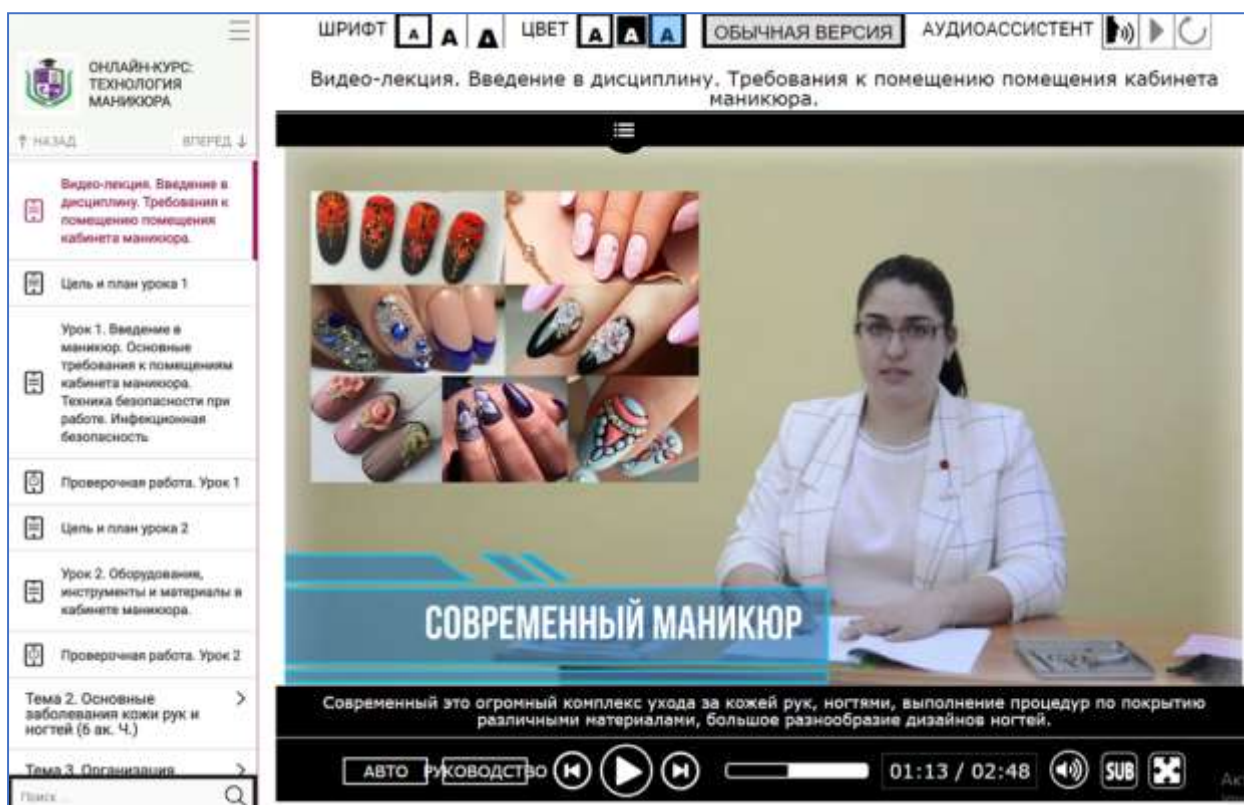 ШРИФТ А А А ЦВЕТ А А А ОБЫЧНАЯ ВЕРСИЯ АУДИОАССИСТЕНТ
ОНЛАЙН-КУРС:
ТЕХНОЛОГИЯ
МАНИКЮРА
НАЗАД
ВПЕРЕД
Видео-лекция. Введение в
дисциплину. Требования к
помещению помещения
кабинета маникюра.
Цель и план урока 1
Урок 1. Введение в
маникюр. Основные
требования к помещениям
кабинета маникюра.
Техника безопасности при
работе. Инфекционная
безопасность
Проверочная работа. Урок 1
Цель и план урока 2
Урок 2. Оборудование,
инструменты и материалы в
кабинете маникюра.
Проверочная работа. Урок 2
Тема 2. Основные
заболевания кожи рук и
ногтей (6 ак. Ч.)
Тема 3. Организация
Поиск ...
Видео-лекция. Введение в дисциплину. Требования к помещению помещения кабинета
маникюра.
СОВРЕМЕННЫЙ МАНИКЮР
Современный это огромный комплекс ухода за кожей рук, ногтями, выполнение процедур по покрытию
различными материалами, большое разнообразие дизайнов ногтей.
АВТО РУКОВОДСТВО 01:13 / 02:48 SUB